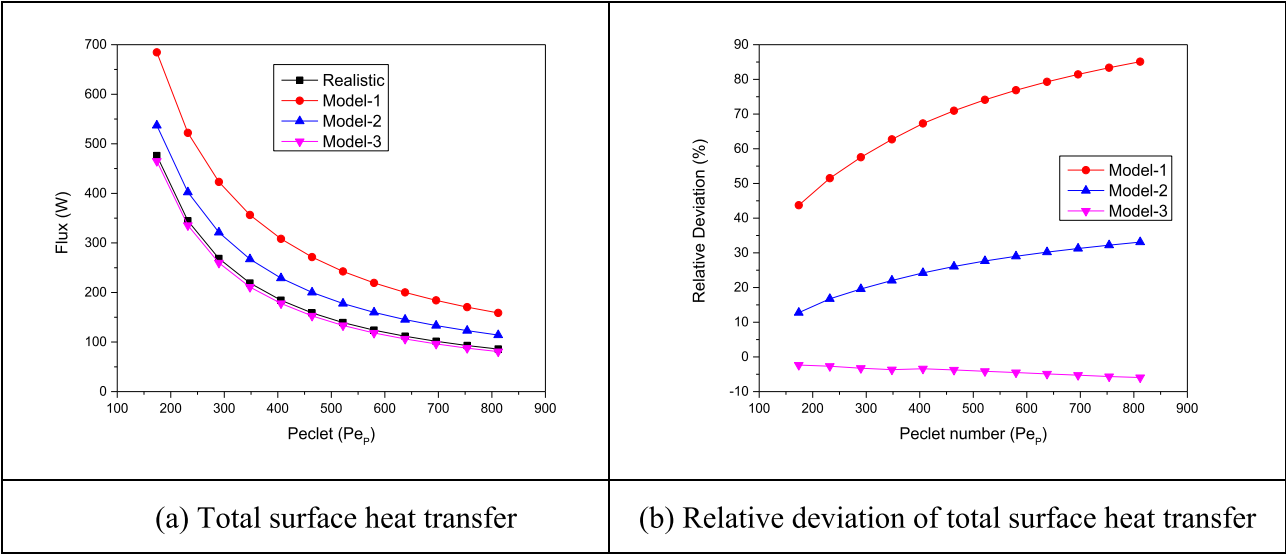 700
600
500
400
300
200
100
0
100
200
300
400
500
600
700
800
900
Flux (W)
Peclet (PeP)
Realistic
Model-1
Model-2
Model-3
90
80
70
60
50
40
30
20
10
0
-10
100
200
300
400
500
600
700
800
900
Relative Deviation (%)
Peclet number (PeP)
Model-1
Model-2
Model-3
(a) Total surface heat transfer
(b) Relative deviation of total surface heat transfer